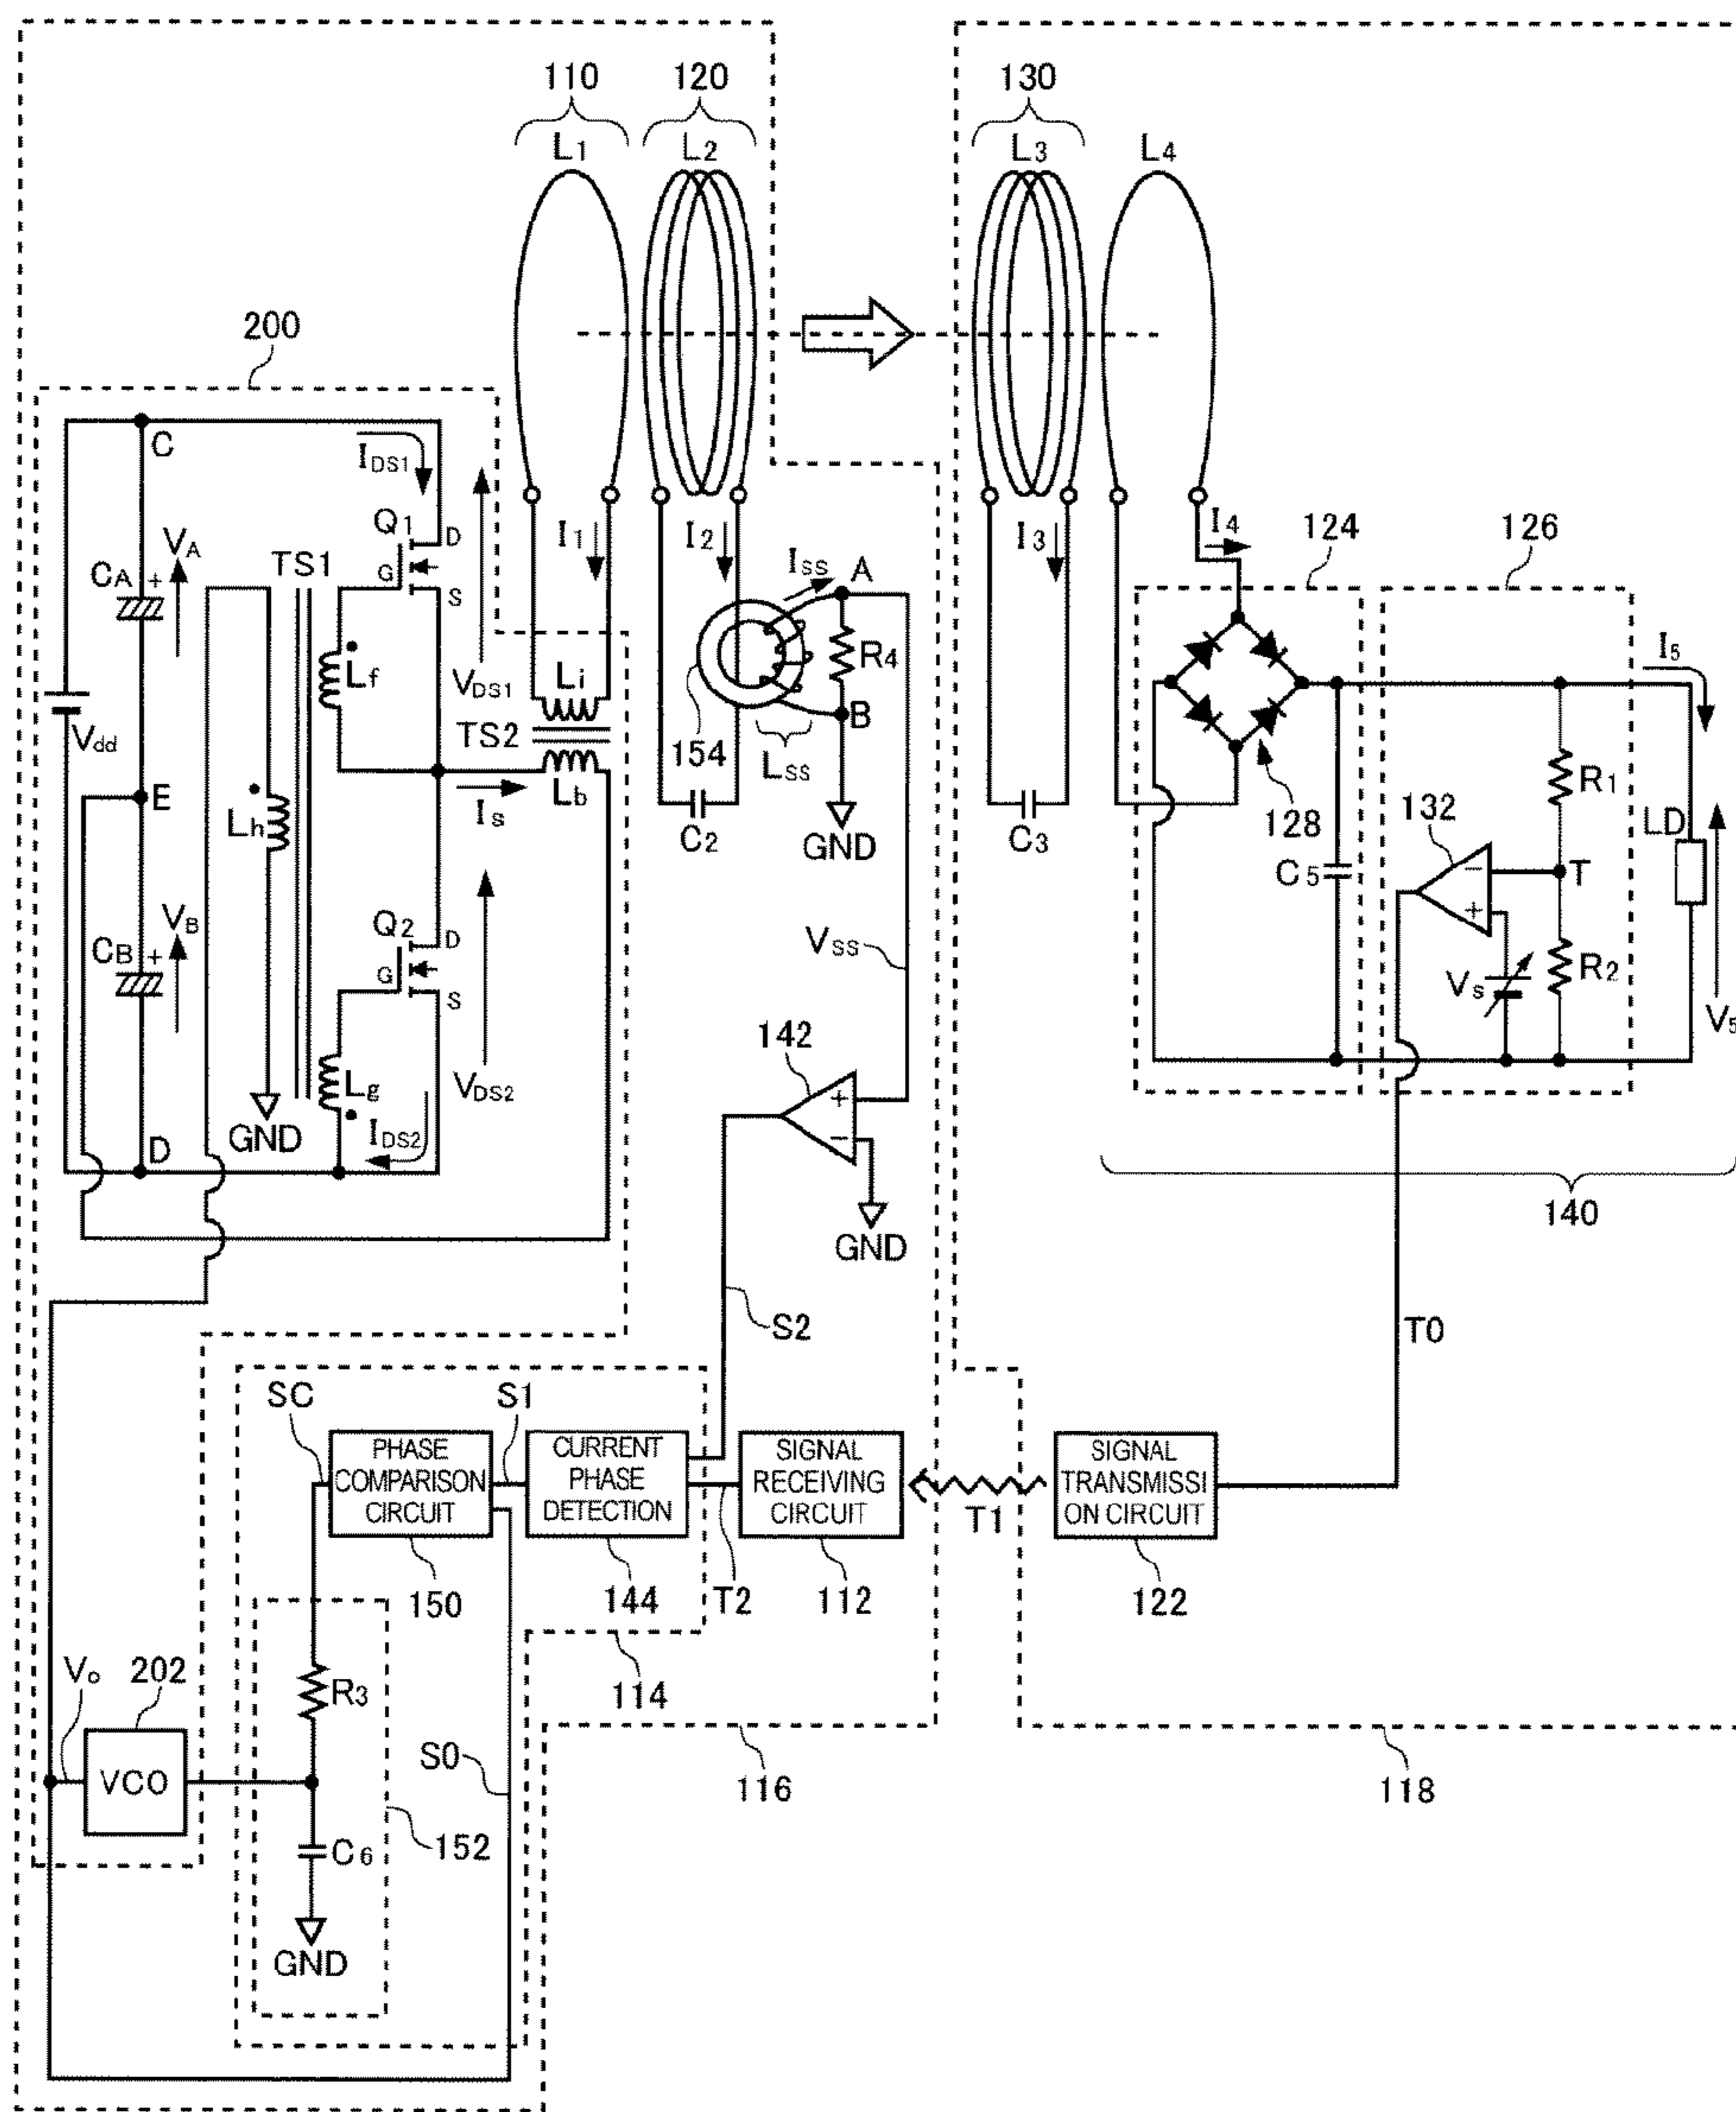 110
120
130
L1
L2
L3
L4
200
C
IDS1
Q1
D
G
S
VA
CA
+
TS1
Lf
VDS1
I1
I2
ISS
A
R4
B
154
LSS
Li
TS2
Lb
Is
Vdd
E
Lh
C2
GND
I3
C3
I4
124
126
I5
R1
128
132
C5
−
+
T
LD
R2
Vs
V5
VB
CB
+
Q2
D
G
S
VDS2
Lg
GND
IDS2
D
VSS
142
+
−
GND
140
S2
T0
SC
S1
PHASE
COMPARISON
CIRCUIT
CURRENT
PHASE
DETECTION
SIGNAL
RECEIVING
CIRCUIT
T1
SIGNAL
TRANSMISSI
ON CIRCUIT
150
144
T2
112
122
Vo
202
R3
114
VCO
S0
116
118
C6
152
GND